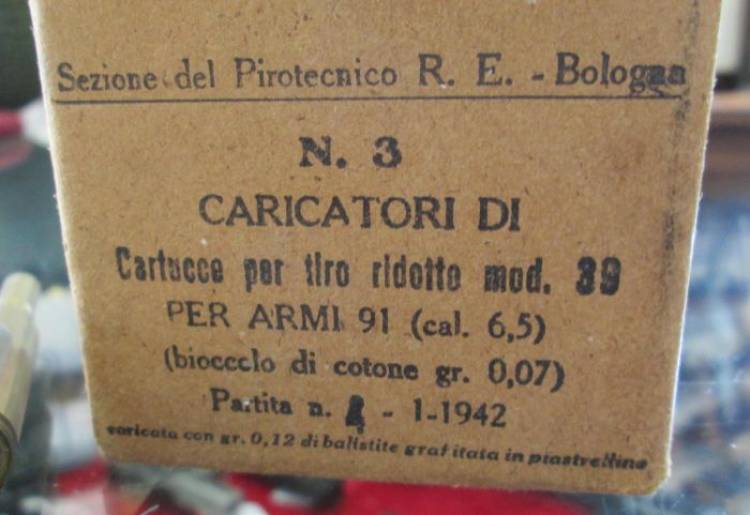 Sezione del Pirotecnico R. E. - Bologna
N. 3
CARICATORI DI
Cartucce per tiro ridotto mod. 39
PER ARMI 91 (cal. 6,5)
(bioccolo di cotone gr. 0,07)
Partita n. - 1-1942
caricata con gr. 0,12 di balistite grafitata in piastrelline